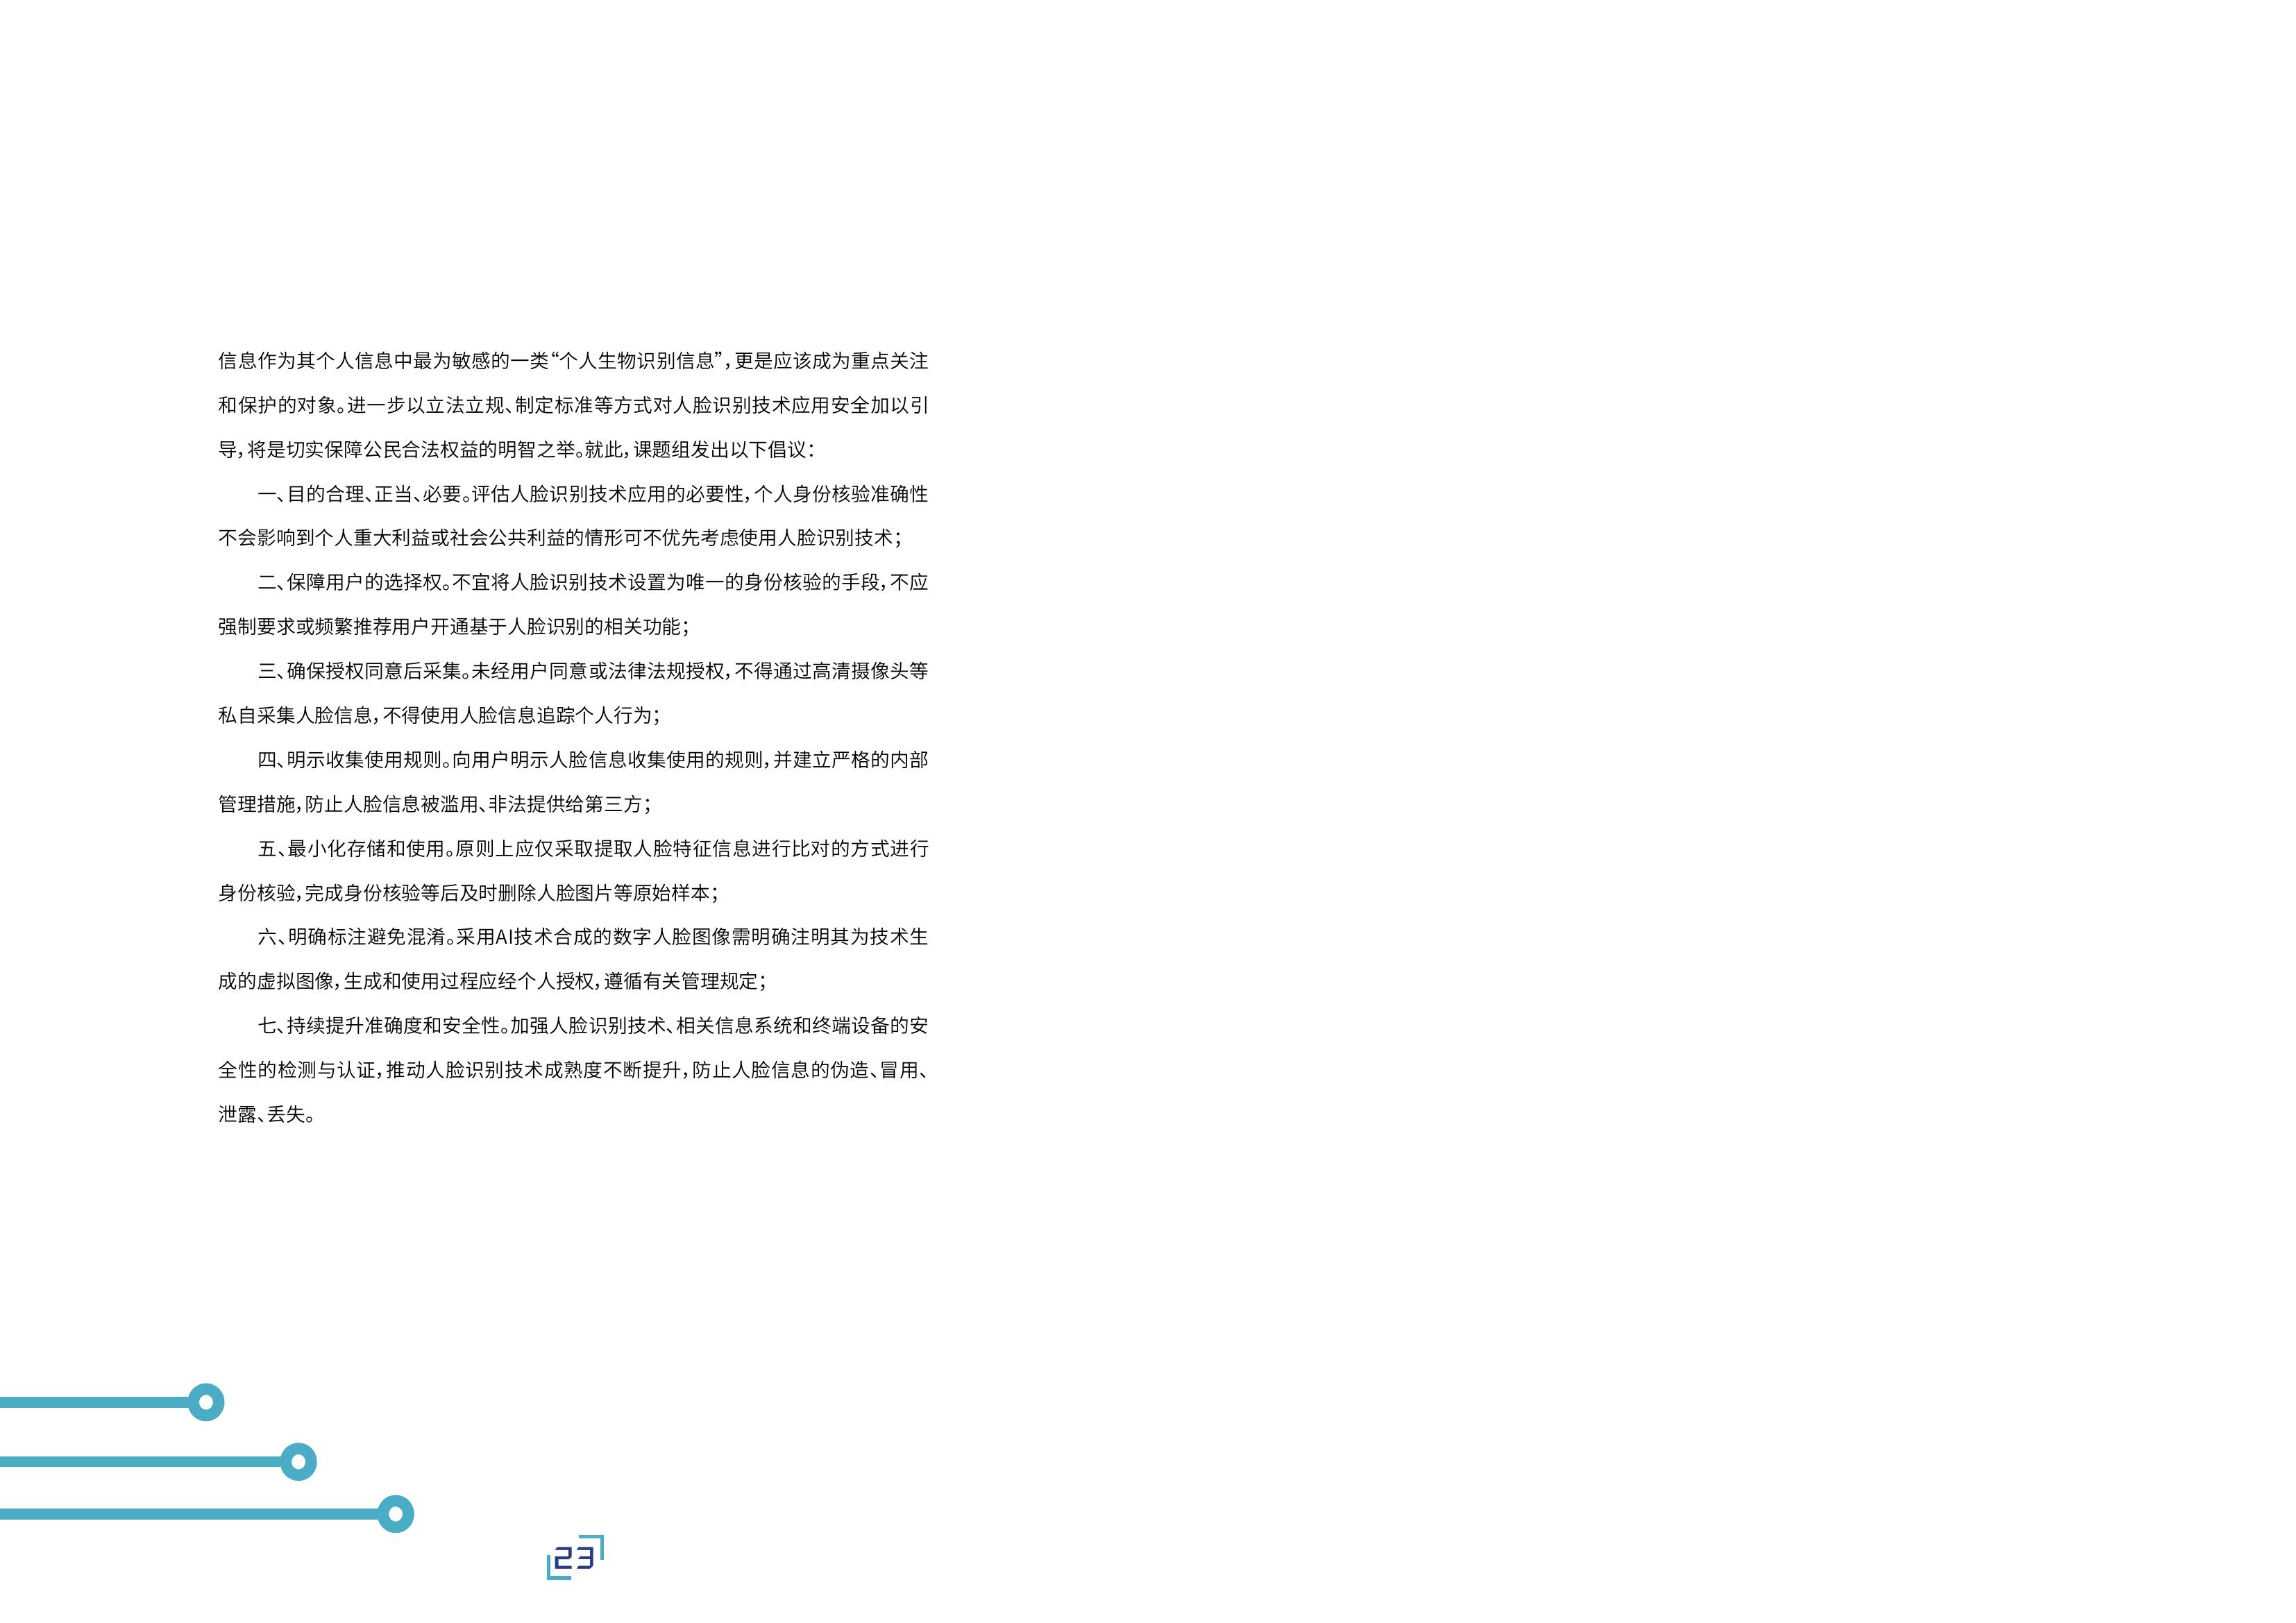 信息作为其个人信息中最为敏感的一类“个人生物识别信息”，更是应该成为重点关注
和保护的对象。进一步以立法立规、制定标准等方式对人脸识别技术应用安全加以引
导，将是切实保障公民合法权益的明智之举。就此，课题组发出以下倡议：
一、目的合理、正当、必要。评估人脸识别技术应用的必要性，个人身份核验准确性
不会影响到个人重大利益或社会公共利益的情形可不优先考虑使用人脸识别技术；
二、保障用户的选择权。不宜将人脸识别技术设置为唯一的身份核验的手段，不应
强制要求或频繁推荐用户开通基于人脸识别的相关功能；
三、确保授权同意后采集。未经用户同意或法律法规授权，不得通过高清摄像头等
私自采集人脸信息，不得使用人脸信息追踪个人行为；
四、明示收集使用规则。向用户明示人脸信息收集使用的规则，并建立严格的内部
管理措施，防止人脸信息被滥用、非法提供给第三方；
五、最小化存储和使用。原则上应仅采取提取人脸特征信息进行比对的方式进行
身份核验，完成身份核验等后及时删除人脸图片等原始样本；
六、明确标注避免混淆。采用AI技术合成的数字人脸图像需明确注明其为技术生
成的虚拟图像，生成和使用过程应经个人授权，遵循有关管理规定；
七、持续提升准确度和安全性。加强人脸识别技术、相关信息系统和终端设备的安
全性的检测与认证，推动人脸识别技术成熟度不断提升，防止人脸信息的伪造、冒用、
泄露、丢失。
23